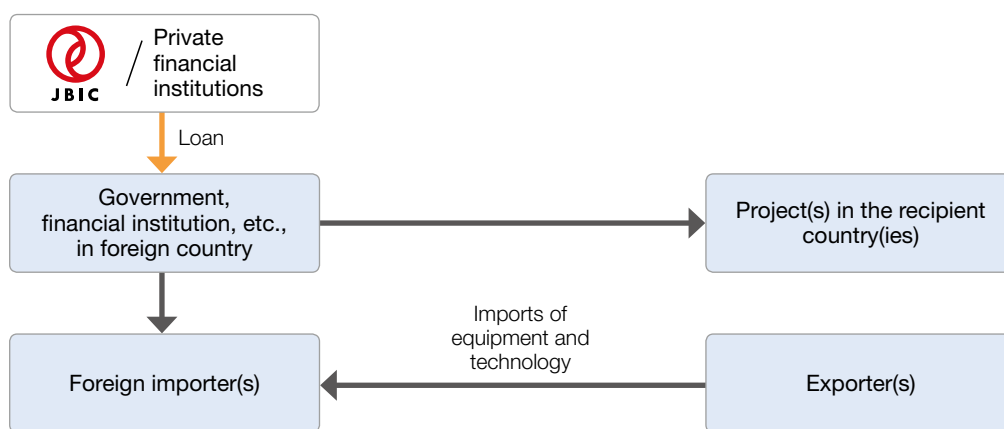 JBIC
/
Private
financial
institutions
Loan
Government,
financial institution, etc.,
in foreign country
Project(s) in the recipient
country(ies)
Imports of
equipment and
technology
Foreign importer(s)
Exporter(s)